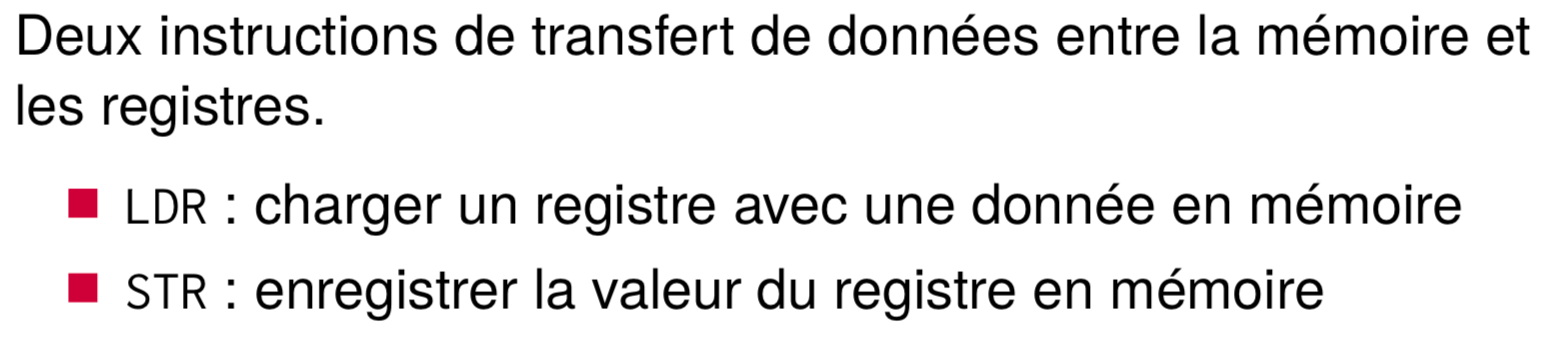 Deux instructions de transfert de données entre la mémoire et
les registres.
LDR : charger un registre avec une donnée en mémoire
STR : enregistrer la valeur du registre en mémoire